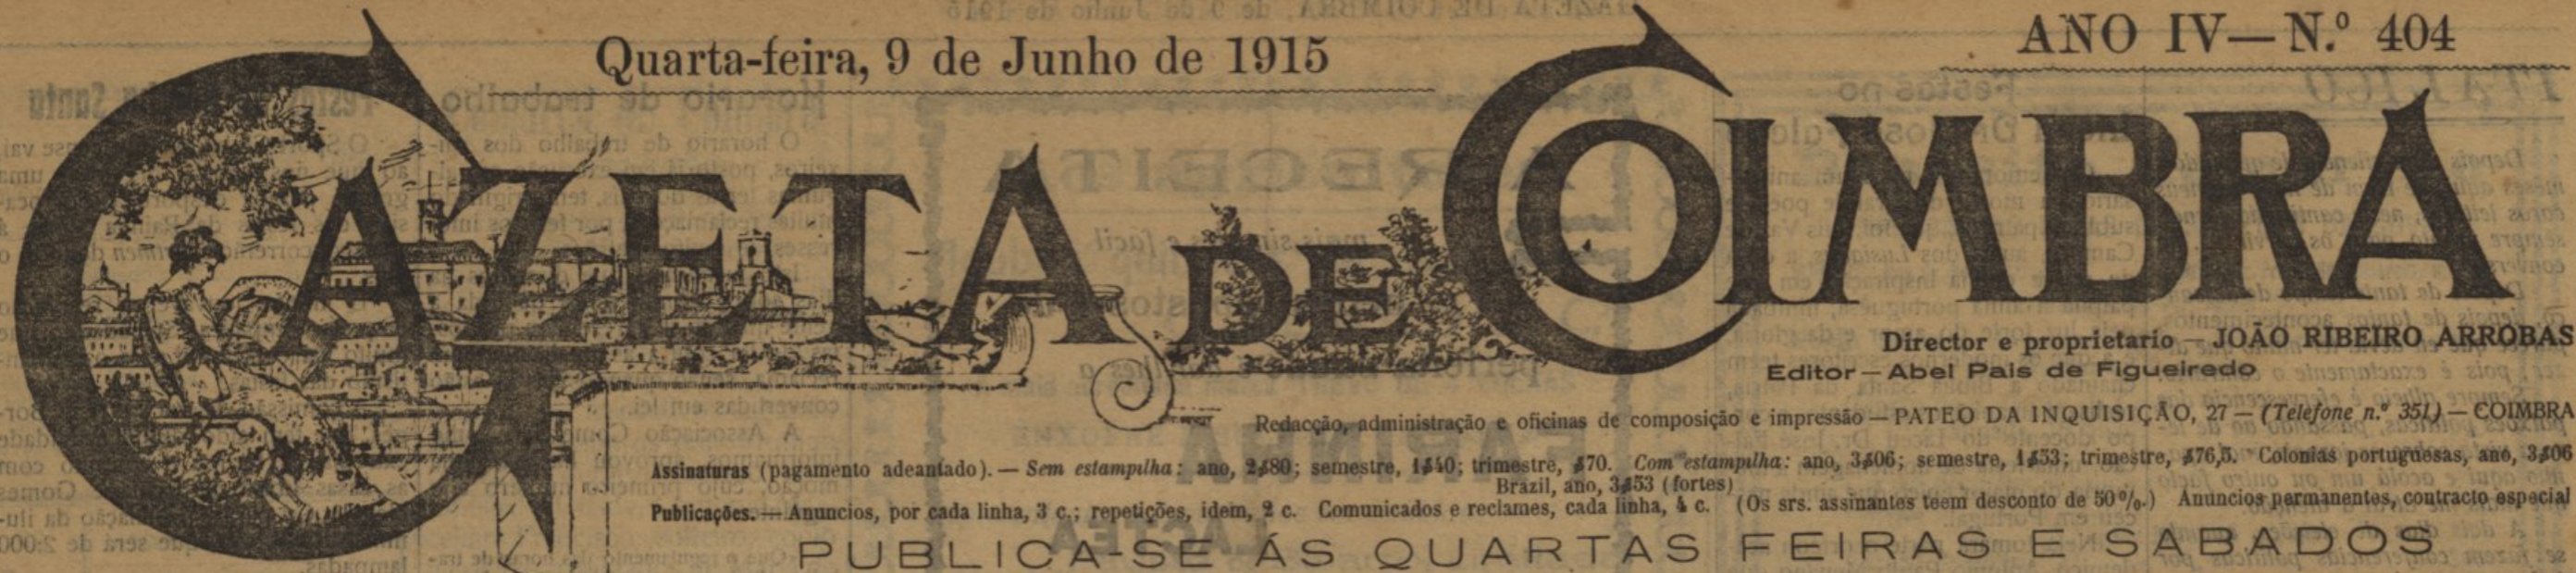 Quarta-feira, 9 de Junho de 1915
ANO IV — N.º 404
GAZETA DE COIMBRA
Director e proprietario — JOÃO RIBEIRO ARROBAS
Editor — Abel Pais de Figueiredo
Redacção, administração e oficinas de composição e impressão — PATEO DA INQUISIÇÃO, 27 — (Telefone n.º 351) — COIMBRA
Assinaturas (pagamento adeantado). — Sem estampilha: ano, 2$80; semestre, 1$40; trimestre, $70. Com estampilha: ano, 3$06; semestre, 1$53; trimestre, $76,5. Colonias portuguesas, ano, 3$06
Brazil, ano, 3$53 (fortes)
Publicações. — Anuncios, por cada linha, 3 c.; repetições, idem, 2 c. Comunicados e reclames, cada linha, 4 c. (Os srs. assinantes teem desconto de 50%.) Anuncios permanentes, contracto especial
PUBLICA-SE ÁS QUARTAS FEIRAS E SABADOS